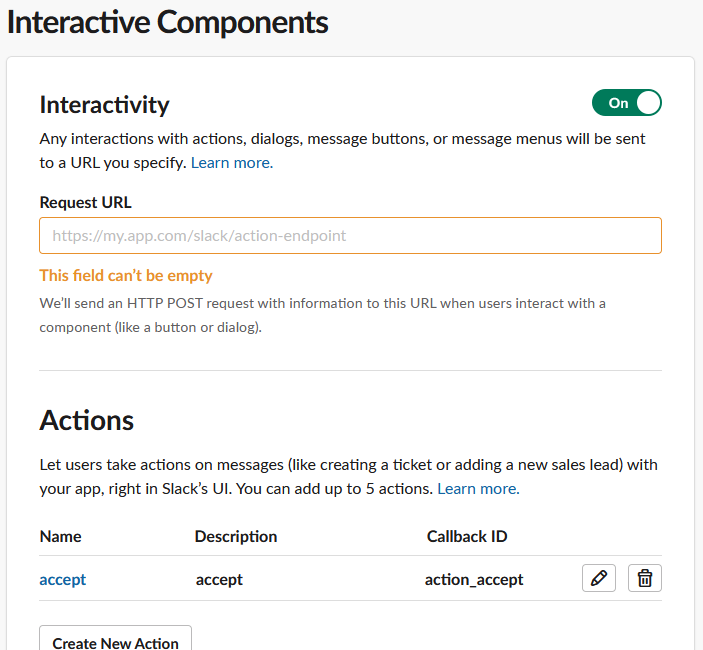 Interactive Components
Interactivity
On
Any interactions with actions, dialogs, message buttons, or message menus will be sent
to a URL you specify. Learn more.
Request URL
https://my.app.com/slack/action-endpoint
This field can’t be empty
We’ll send an HTTP POST request with information to this URL when users interact with a
component (like a button or dialog).
Actions
Let users take actions on messages (like creating a ticket or adding a new sales lead) with
your app, right in Slack’s UI. You can add up to 5 actions. Learn more.
Name Description Callback ID
accept accept action_accept
Create New Action